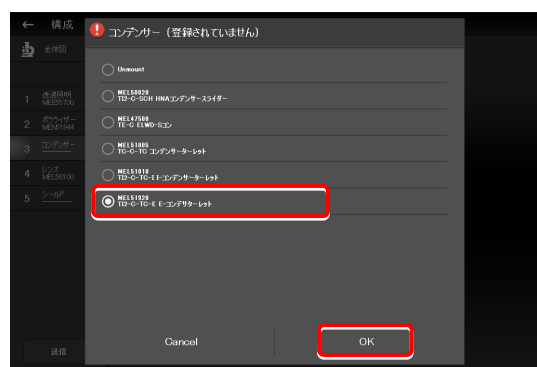 ← 構成
全体図
1 透過照明
MEE55700
2 ポラライザー
MEN51944
3 コンデンサー
4 レンズ
MEL56100
5 シールド
送信
コンデンサー（登録されていません）
Unmount
MEL58020
TI2-C-SCH HNAコンデンサースライダー
MEL47500
TE-C ELWD-Sコン
MEL51005
TC-C-TC コンデンサーターレット
MEL51010
TI2-C-TC-I I-コンデンサーターレット
MEL51920
TI2-C-TC-E E-コンデサターレット
Cancel
OK